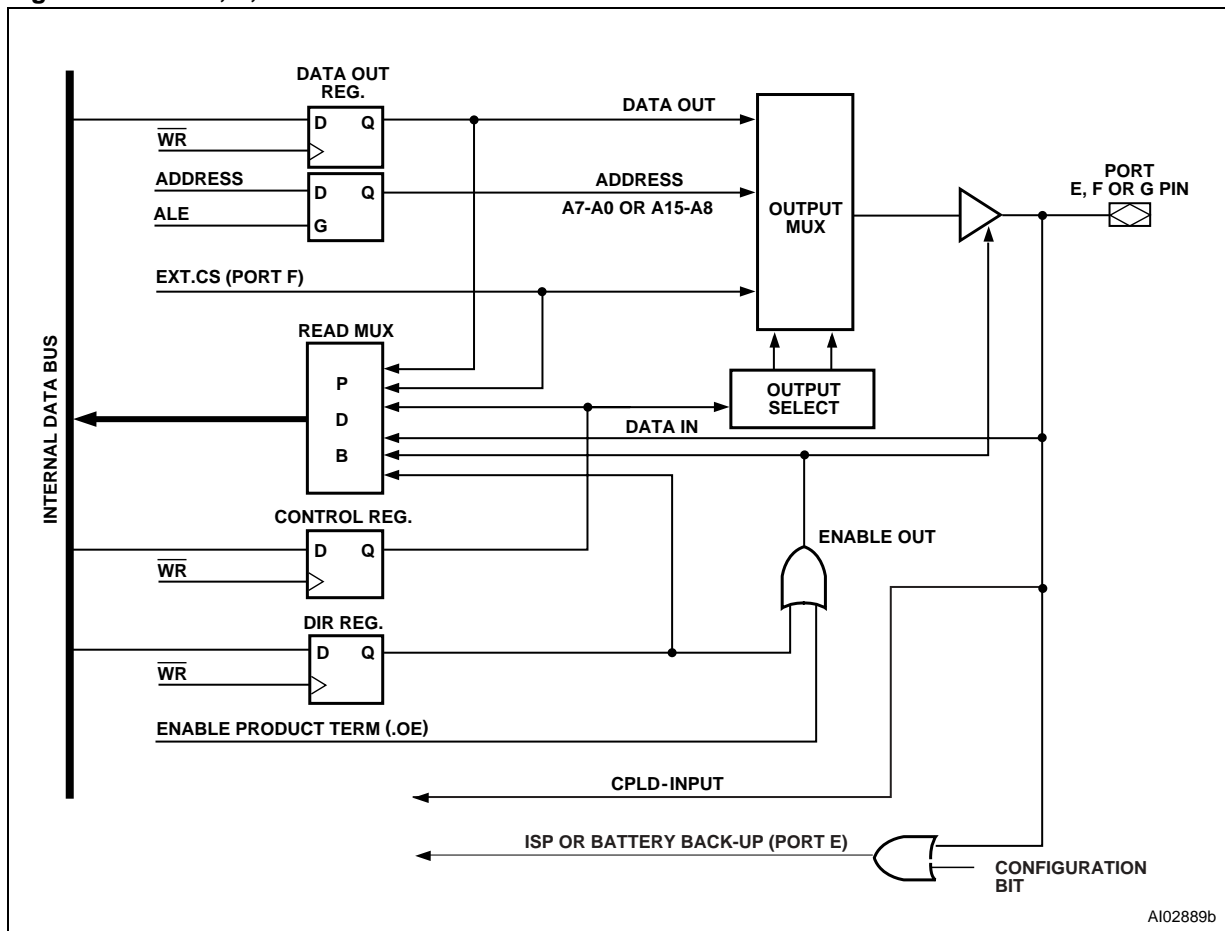 DATA OUT
REG.
D Q
WR
DATA OUT
ADDRESS
D Q
ALE
G
ADDRESS
A7-A0 OR A15-A8
OUTPUT
MUX
PORT
E, F OR G PIN
EXT.CS (PORT F)
READ MUX
P
D
B
OUTPUT
SELECT
DATA IN
INTERNAL DATA BUS
CONTROL REG.
D Q
WR
ENABLE OUT
DIR REG.
D Q
WR
ENABLE PRODUCT TERM (.OE)
CPLD-INPUT
ISP OR BATTERY BACK-UP (PORT E)
CONFIGURATION
BIT
AI02889b